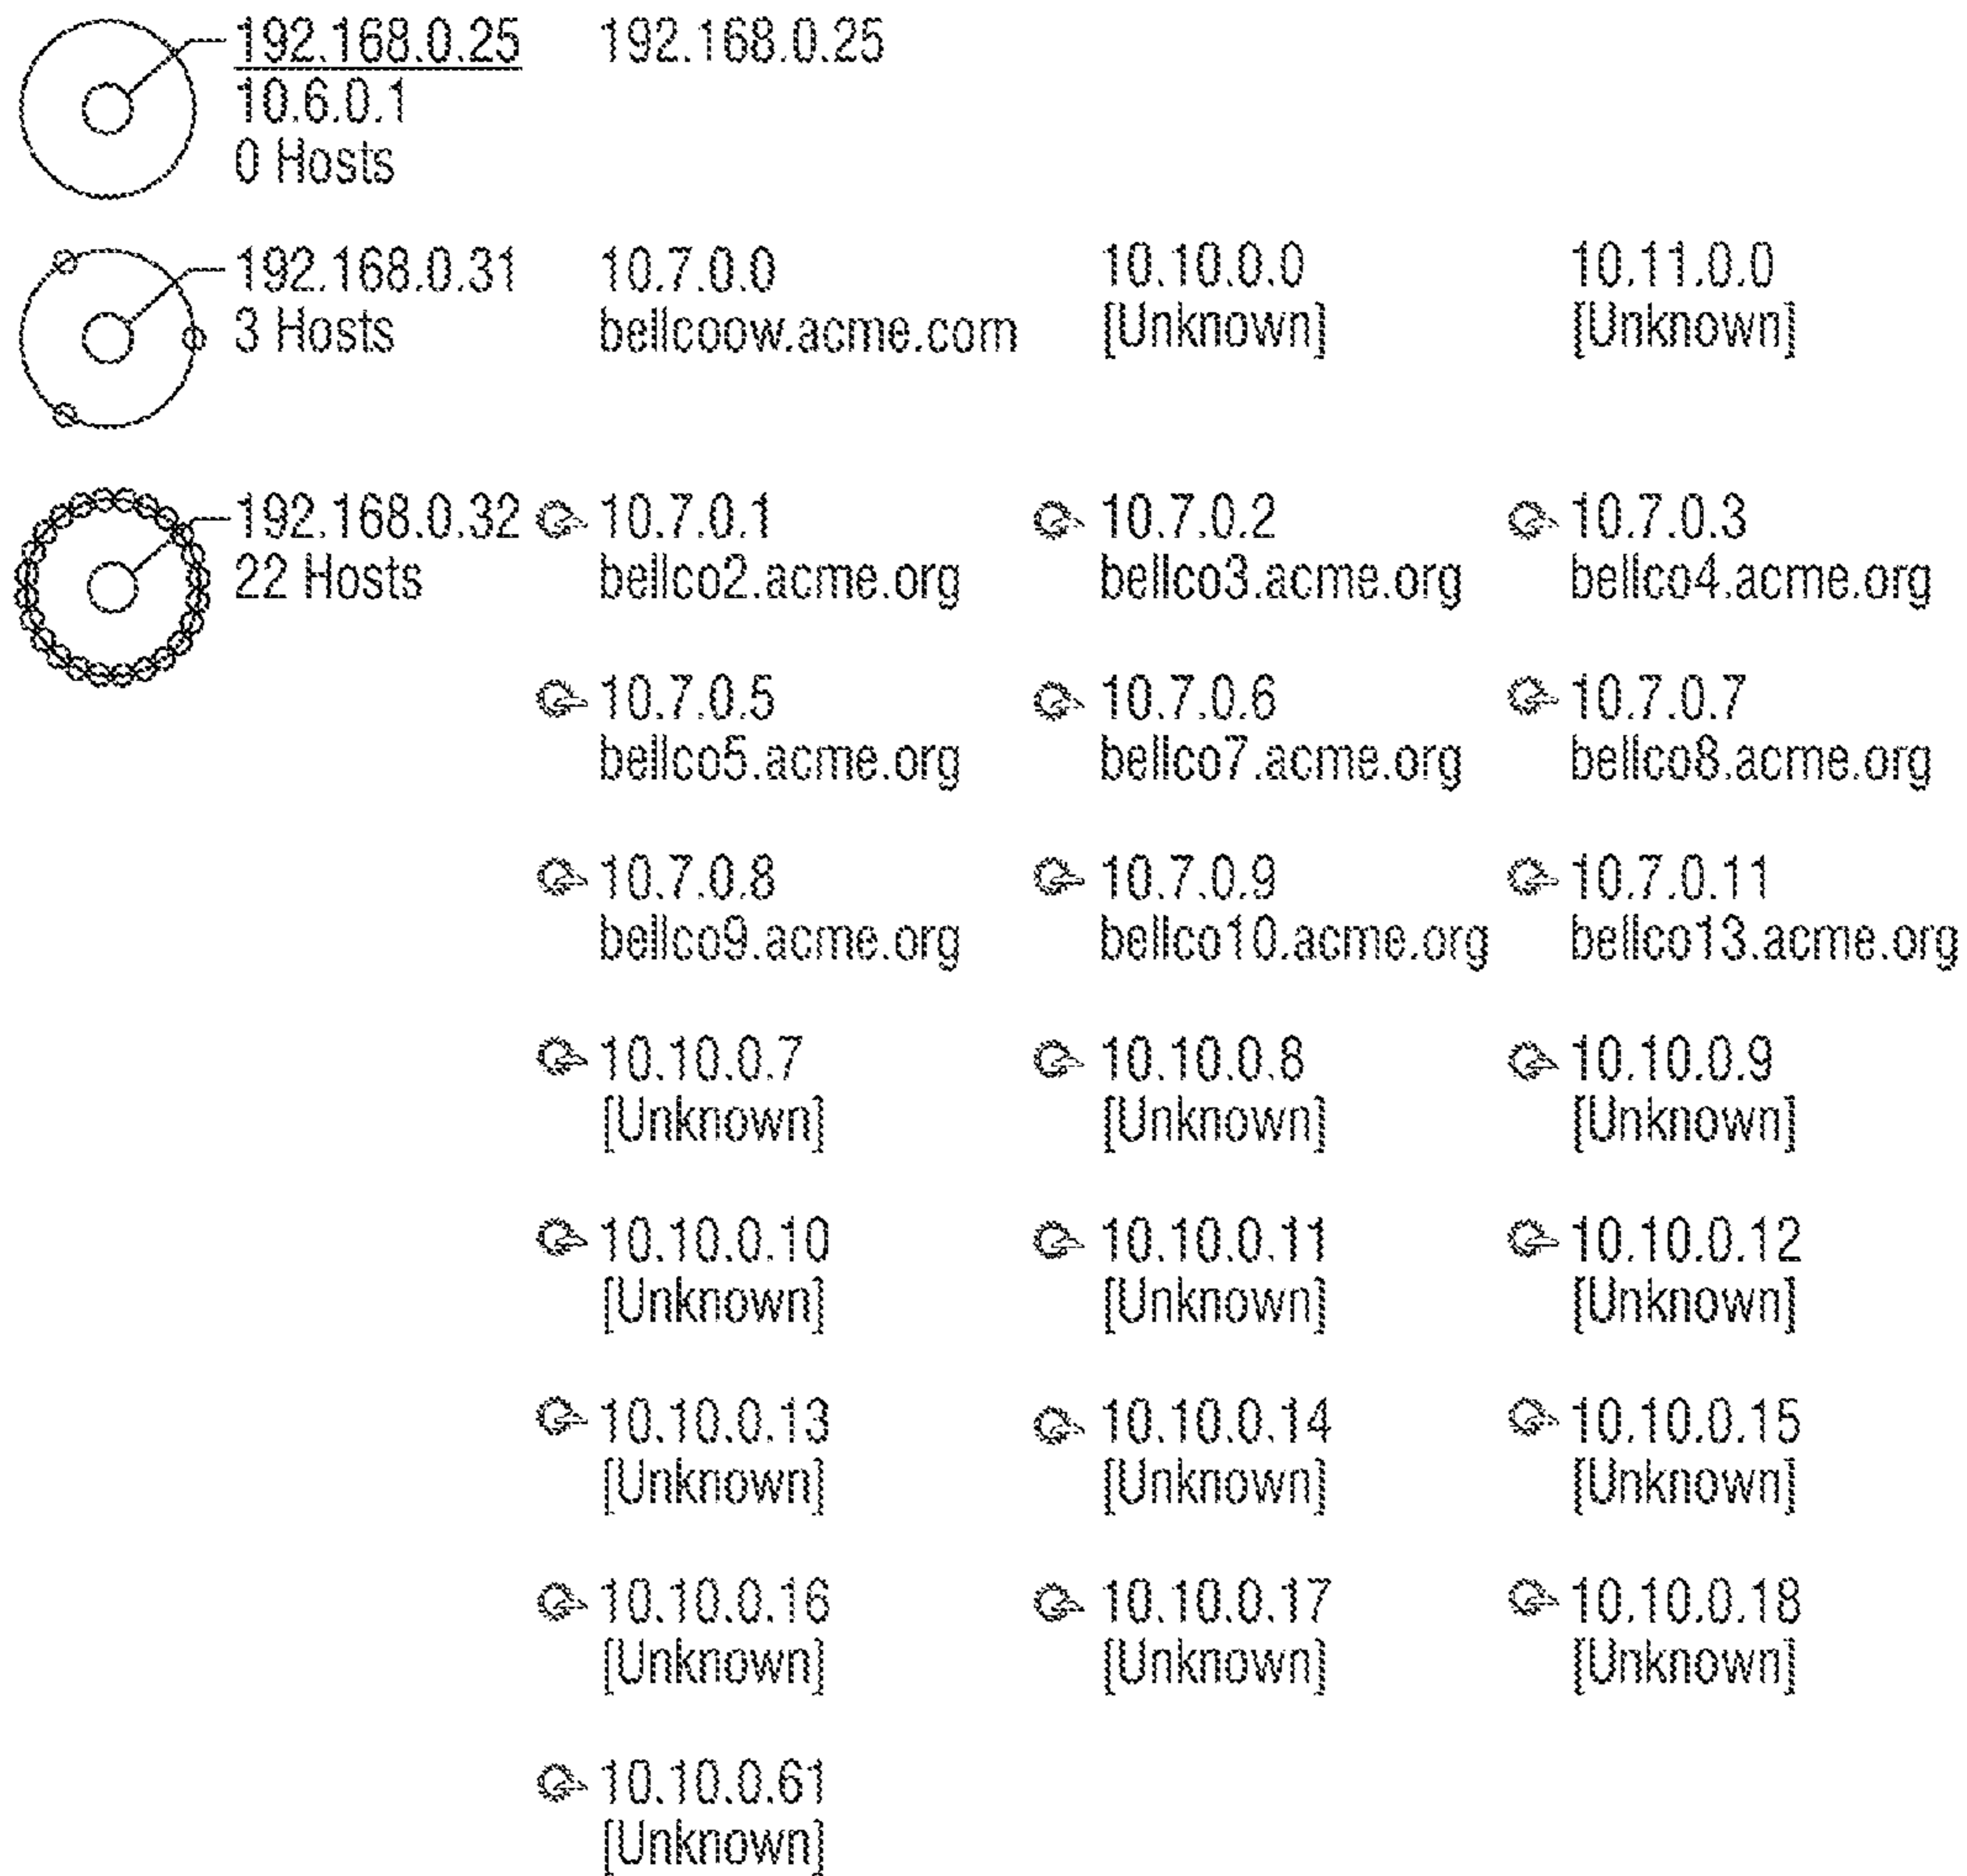 192.168.0.25 192.168.0.25
10.6.0.1
0 Hosts
192.168.0.31 10.7.0.0 10.10.0.0 10.11.0.0
3 Hosts bellcoow.acme.com [Unknown] [Unknown]
192.168.0.32 10.7.0.1 10.7.0.2 10.7.0.3
22 Hosts bellco2.acme.org bellco3.acme.org bellco4.acme.org
10.7.0.5 10.7.0.6 10.7.0.7
bellco5.acme.org bellco7.acme.org bellco8.acme.org
10.7.0.8 10.7.0.9 10.7.0.11
bellco9.acme.org bellco10.acme.org bellco13.acme.org
10.10.0.7 10.10.0.8 10.10.0.9
[Unknown] [Unknown] [Unknown]
10.10.0.10 10.10.0.11 10.10.0.12
[Unknown] [Unknown] [Unknown]
10.10.0.13 10.10.0.14 10.10.0.15
[Unknown] [Unknown] [Unknown]
10.10.0.16 10.10.0.17 10.10.0.18
[Unknown] [Unknown] [Unknown]
10.10.0.61
[Unknown]